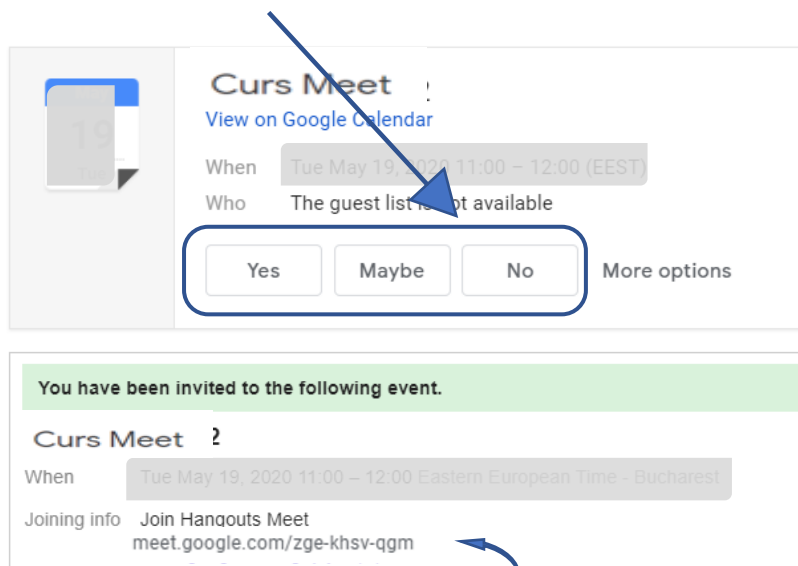 Curs Meet
View on Google Calendar
19
Tue
When Tue May 19, 2020 11:00 – 12:00 (EEST)
Who The guest list is not available
Yes Maybe No More options
You have been invited to the following event.
Curs Meet 2
When Tue May 19, 2020 11:00 – 12:00 Eastern European Time - Bucharest
Joining info Join Hangouts Meet
meet.google.com/zge-khsv-qgm